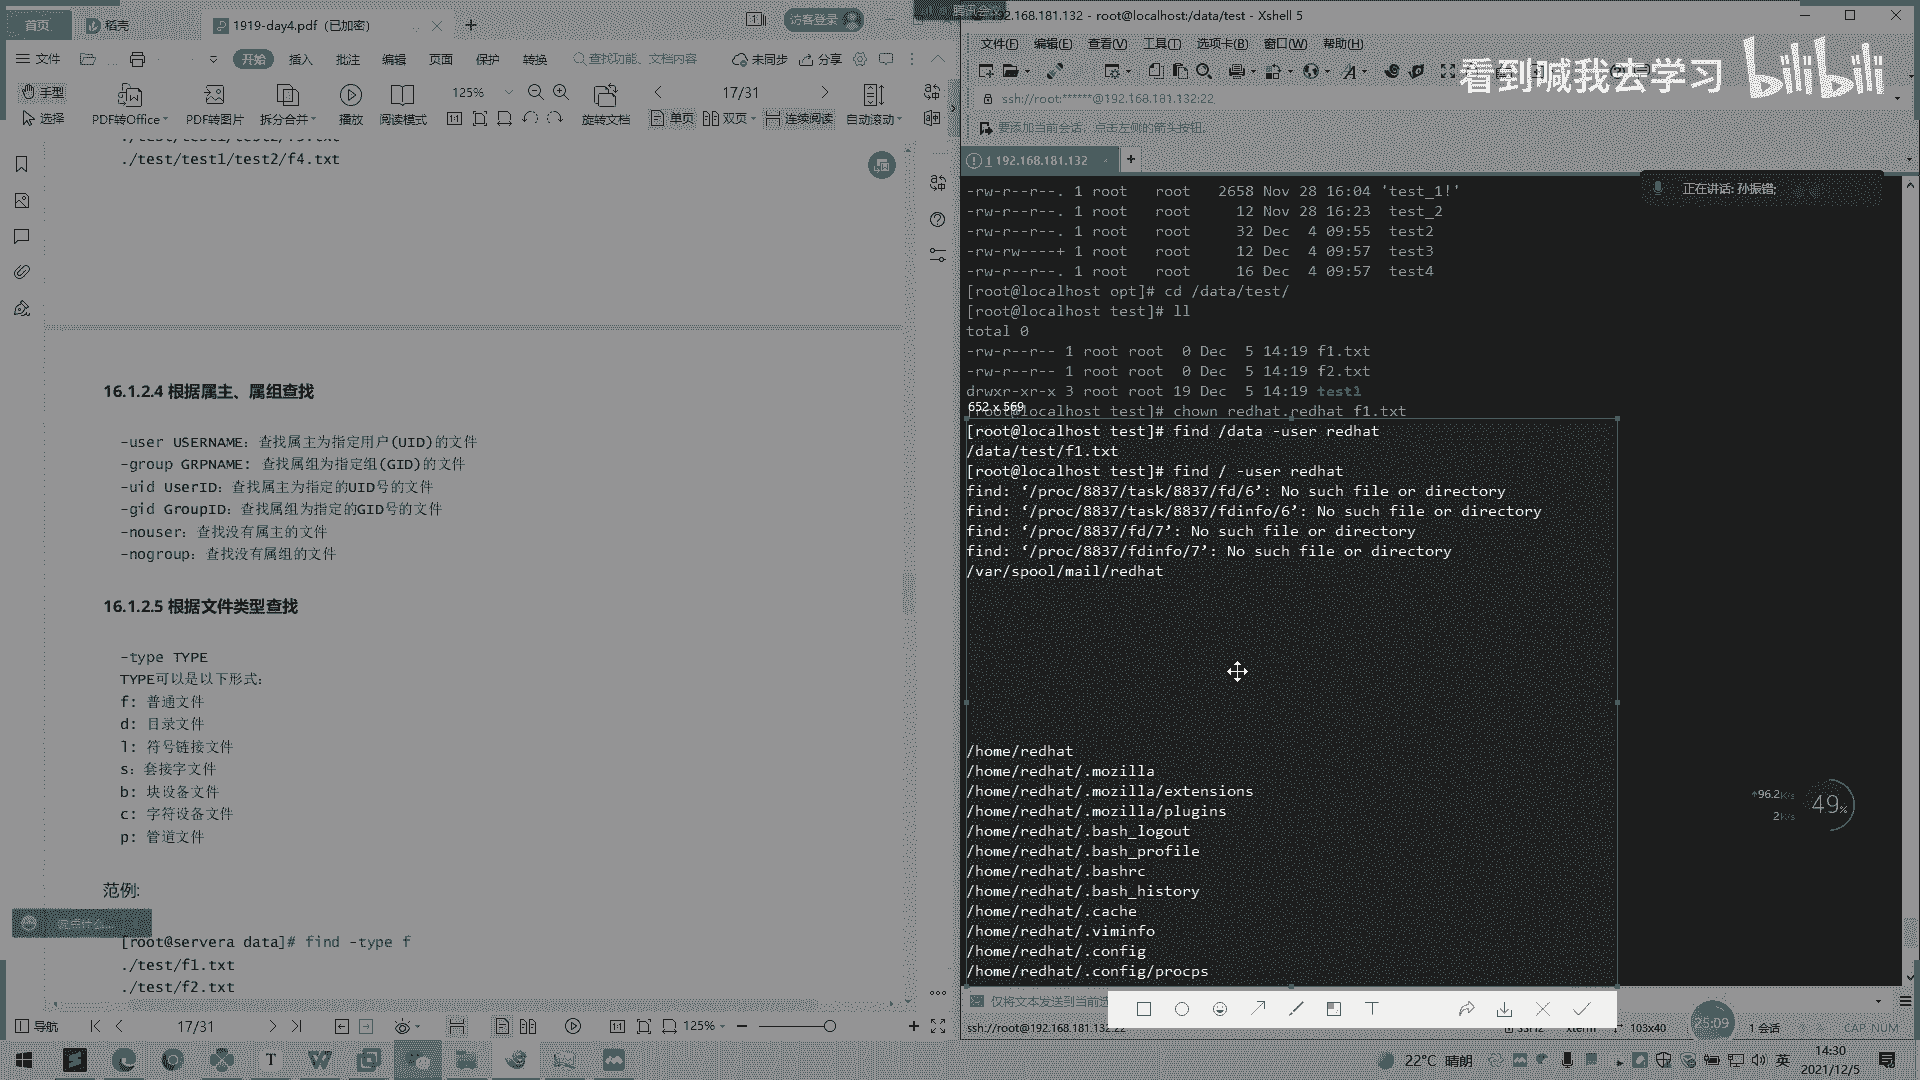 首页
稻壳
1919-day4.pdf（已加密）
访客登录
文件
开始
插入
批注
编辑
页面
保护
转换
查找功能、文档内容
未同步
分享
手型
选择
PDF转Office
PDF转图片
拆分合并
播放
阅读模式
125%
旋转文档
17/31
单页
双页
连续阅读
自动滚动
./test/test1/test2/f4.txt
16.1.2.4 根据属主、属组查找
-user USERNAME：查找属主为指定用户(UID)的文件
-group GRPNAME: 查找属组为指定组(GID)的文件
-uid UserID：查找属主为指定的UID号的文件
-gid GroupID：查找属组为指定的GID号的文件
-nouser：查找没有属主的文件
-nogroup：查找没有属组的文件
16.1.2.5 根据文件类型查找
-type TYPE
TYPE可以是以下形式：
f: 普通文件
d: 目录文件
l: 符号链接文件
s：套接字文件
b: 块设备文件
c: 字符设备文件
p: 管道文件
范例:
说点什么...
[root@servera data]# find -type f
./test/f1.txt
./test/f2.txt
导航
17/31
125%
192.168.181.132 - root@localhost:/data/test - Xshell 5
文件(F) 编辑(E) 查看(V) 工具(T) 选项卡(B) 窗口(W) 帮助(H)
看到喊我去学习
bilibili
ssh://root:******@192.168.181.132:22
要添加当前会话，点击左侧的箭头按钮。
1 192.168.181.132
正在讲话: 孙振锴;
-rw-r--r--. 1 root root 2658 Nov 28 16:04 'test_1!'
-rw-r--r--. 1 root root 12 Nov 28 16:23 test_2
-rw-r--r--. 1 root root 32 Dec 4 09:55 test2
-rw-rw----+ 1 root root 12 Dec 4 09:57 test3
-rw-r--r--. 1 root root 16 Dec 4 09:57 test4
[root@localhost opt]# cd /data/test/
[root@localhost test]# ll
total 0
-rw-r--r-- 1 root root 0 Dec 5 14:19 f1.txt
-rw-r--r-- 1 root root 0 Dec 5 14:19 f2.txt
drwxr-xr-x 3 root root 19 Dec 5 14:19 test1
652 x 569
[root@localhost test]# chown redhat.redhat f1.txt
[root@localhost test]# find /data -user redhat
/data/test/f1.txt
[root@localhost test]# find / -user redhat
find: ‘/proc/8837/task/8837/fd/6’: No such file or directory
find: ‘/proc/8837/task/8837/fdinfo/6’: No such file or directory
find: ‘/proc/8837/fd/7’: No such file or directory
find: ‘/proc/8837/fdinfo/7’: No such file or directory
/var/spool/mail/redhat
/home/redhat
/home/redhat/.mozilla
/home/redhat/.mozilla/extensions
/home/redhat/.mozilla/plugins
/home/redhat/.bash_logout
/home/redhat/.bash_profile
/home/redhat/.bashrc
/home/redhat/.bash_history
/home/redhat/.cache
/home/redhat/.viminfo
/home/redhat/.config
/home/redhat/.config/procps
↑96.2K/s
2K/s
49%
仅将文本发送到当前
ssh://root@192.168.181.132:22
xterm
103x40
25:09
1 会话
CAP NUM
22°C 晴朗
英
14:30
2021/12/5